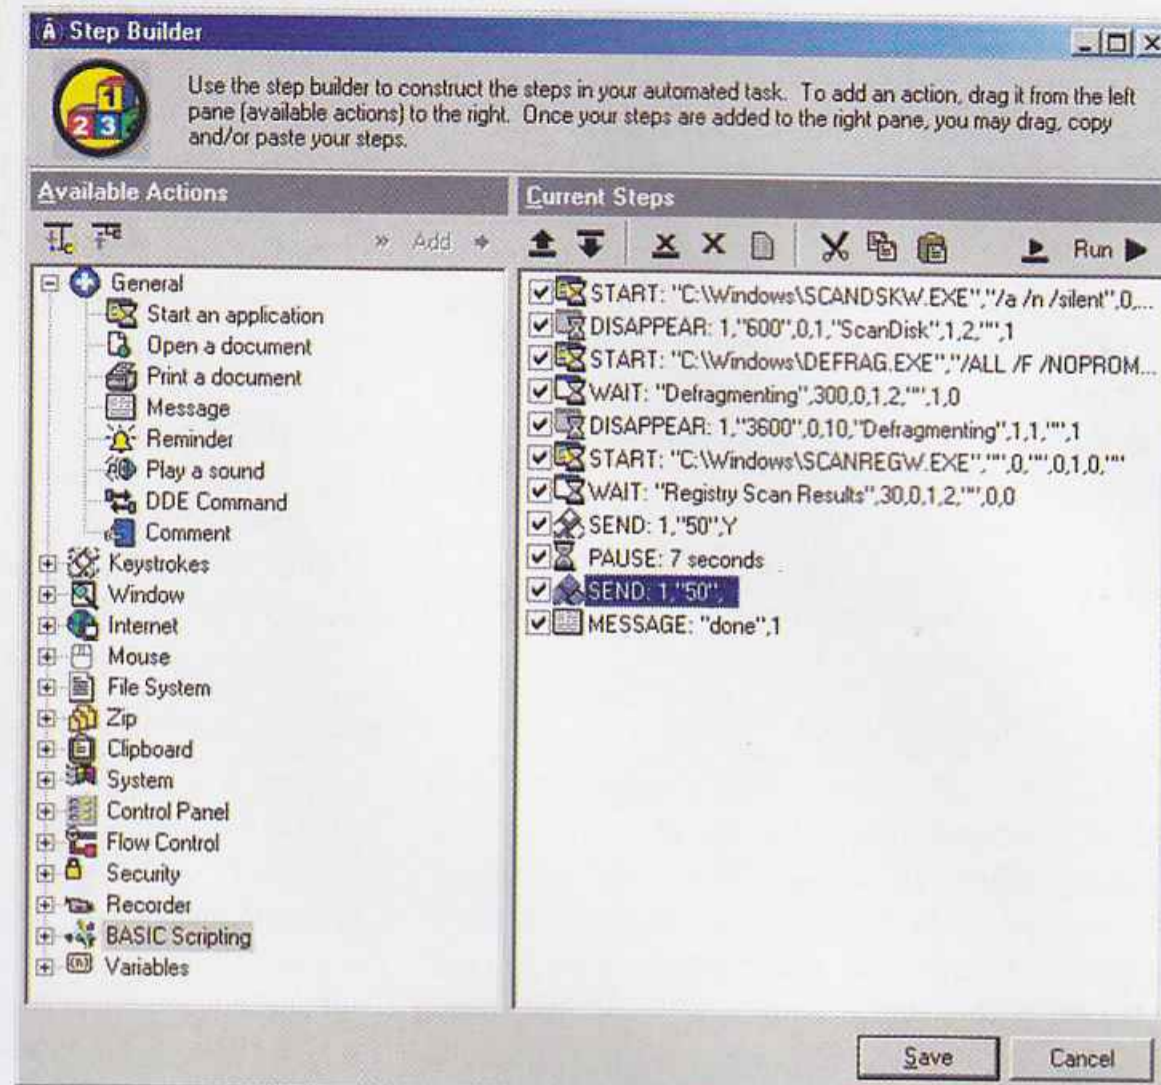 Step Builder
Use the step builder to construct the steps in your automated task. To add an action, drag it from the left
pane (available actions) to the right. Once your steps are added to the right pane, you may drag, copy
and/or paste your steps.
Available Actions
Current Steps
» Add
Run
General
Start an application
Open a document
Print a document
Message
Reminder
Play a sound
DDE Command
Comment
Keystrokes
Window
Internet
Mouse
File System
Zip
Clipboard
System
Control Panel
Flow Control
Security
Recorder
BASIC Scripting
Variables
START: "C:\Windows\SCANDSKW.EXE","/a /n /silent",0,...
DISAPPEAR: 1,"600",0,1,"ScanDisk",1,2,"",1
START: "C:\Windows\DEFRAG.EXE","/ALL /F /NOPROM...
WAIT: "Defragmenting",300,0,1,2,"",1,0
DISAPPEAR: 1,"3600",0,10,"Defragmenting",1,1,"",1
START: "C:\Windows\SCANREGW.EXE","",0,"",0,1,0,""
WAIT: "Registry Scan Results",30,0,1,2,"",0,0
SEND: 1,"50",Y
PAUSE: 7 seconds
SEND: 1,"50",
MESSAGE: "done",1
Save
Cancel